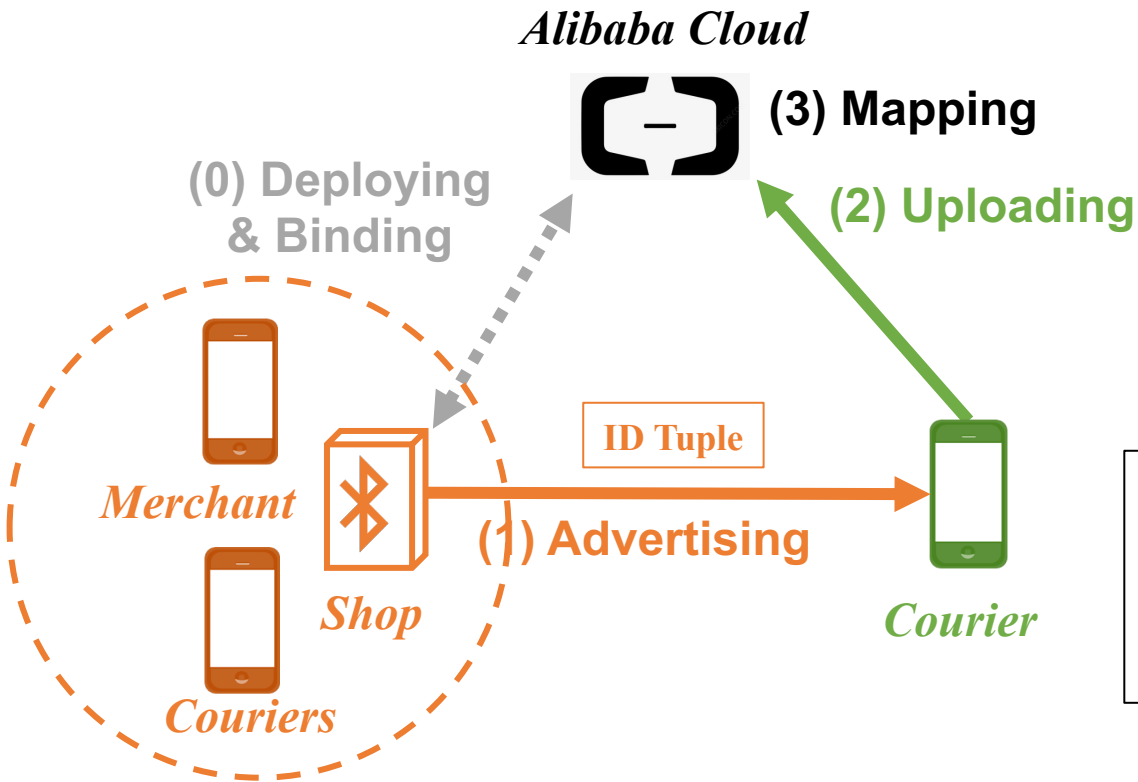 Alibaba Cloud
(3) Mapping
(0) Deploying
& Binding
(2) Uploading
ID Tuple
Merchant
(1) Advertising
Shop
Courier
Couriers